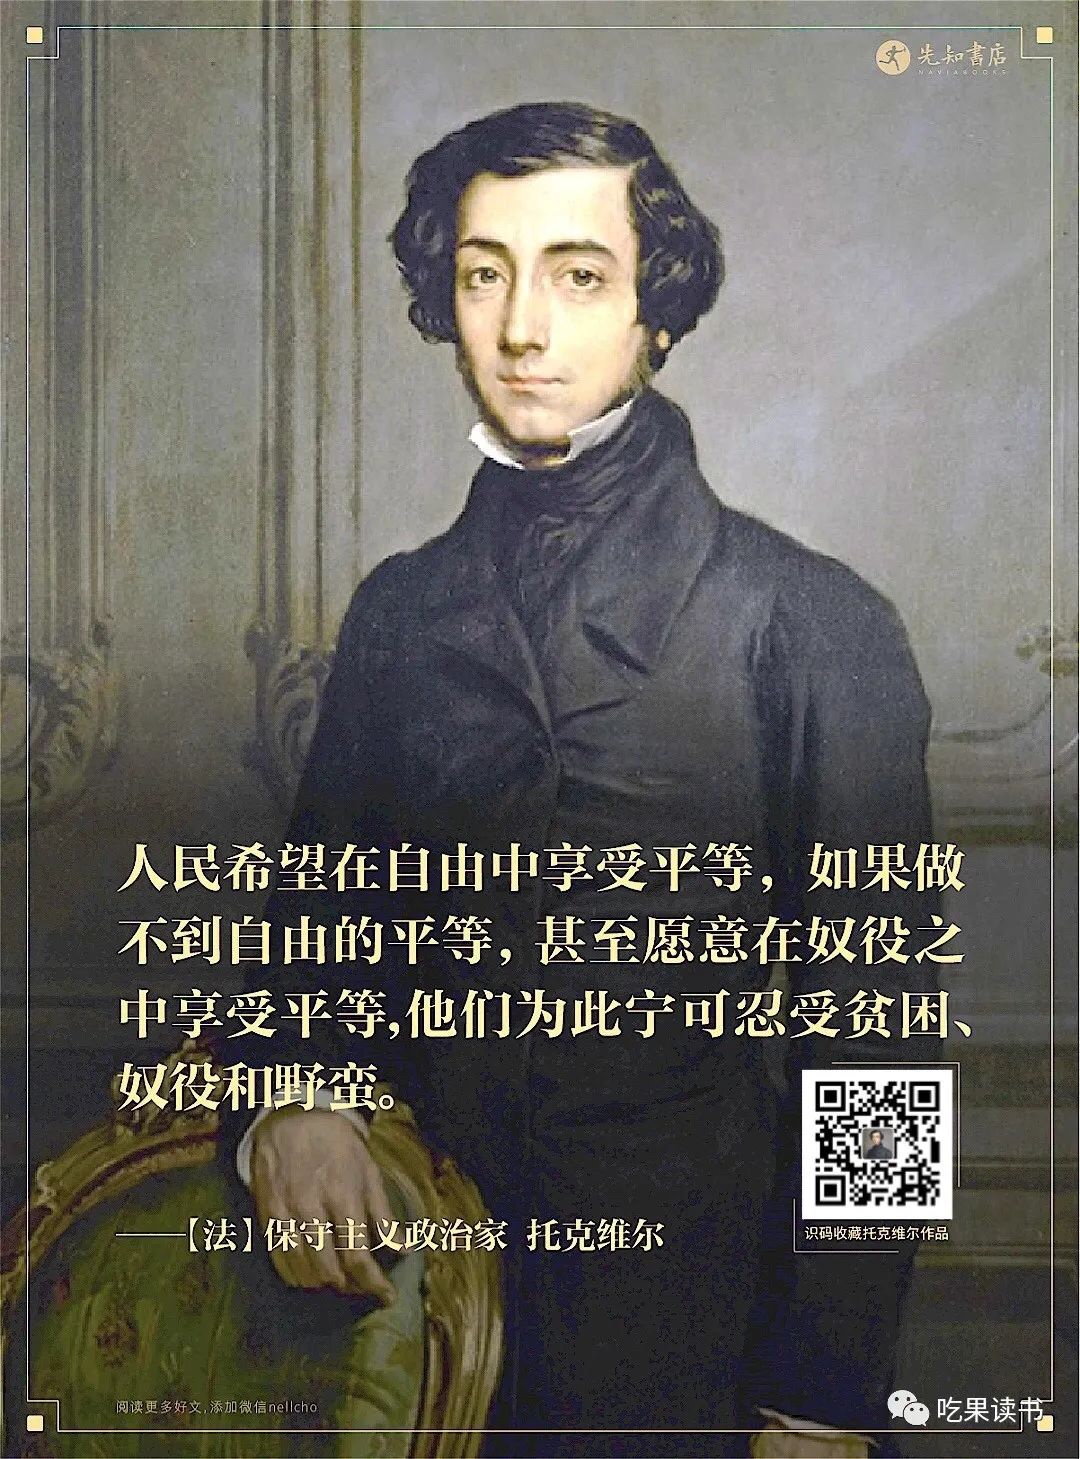 先知書店
NAVIABOOKS
人民希望在自由中享受平等，如果做
不到自由的平等，甚至愿意在奴役之
中享受平等,他们为此宁可忍受贫困、
奴役和野蛮。
——【法】保守主义政治家 托克维尔
识码收藏托克维尔作品
阅读更多好文,添加微信nellcho
吃果读书